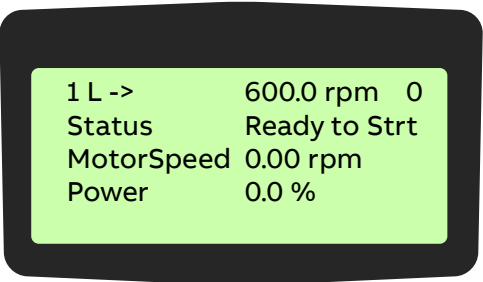 1 L -> 600.0 rpm 0
Status Ready to Strt
MotorSpeed 0.00 rpm
Power 0.0 %